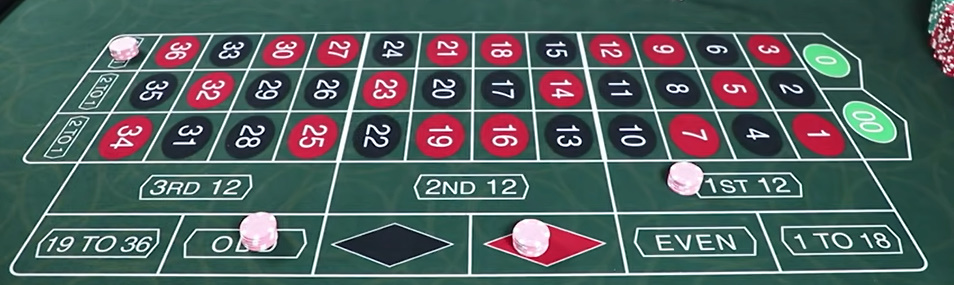 36 33 30 27 24 21 18 15 12 9 6 3 0
2 TO 1 35 32 29 26 23 20 17 14 11 8 5 2
2 TO 1 34 31 28 25 22 19 16 13 10 7 4 1 00
3RD 12 2ND 12 1ST 12
19 TO 36 EVEN 1 TO 18